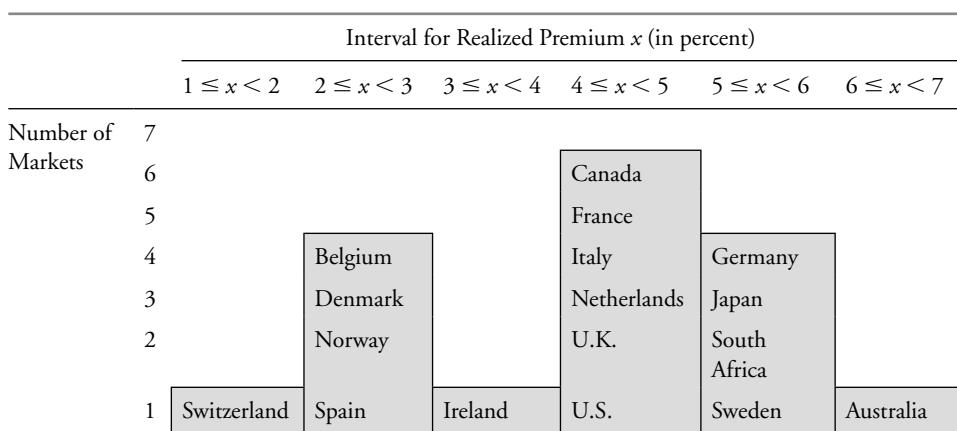 Interval for Realized Premium x (in percent)
1 ≤ x < 2 2 ≤ x < 3 3 ≤ x < 4 4 ≤ x < 5 5 ≤ x < 6 6 ≤ x < 7
Number of 7
Markets
6 Canada
5 France
4 Belgium Italy Germany
3 Denmark Netherlands Japan
2 Norway U.K. South
Africa
1 Switzerland Spain Ireland U.S. Sweden Australia